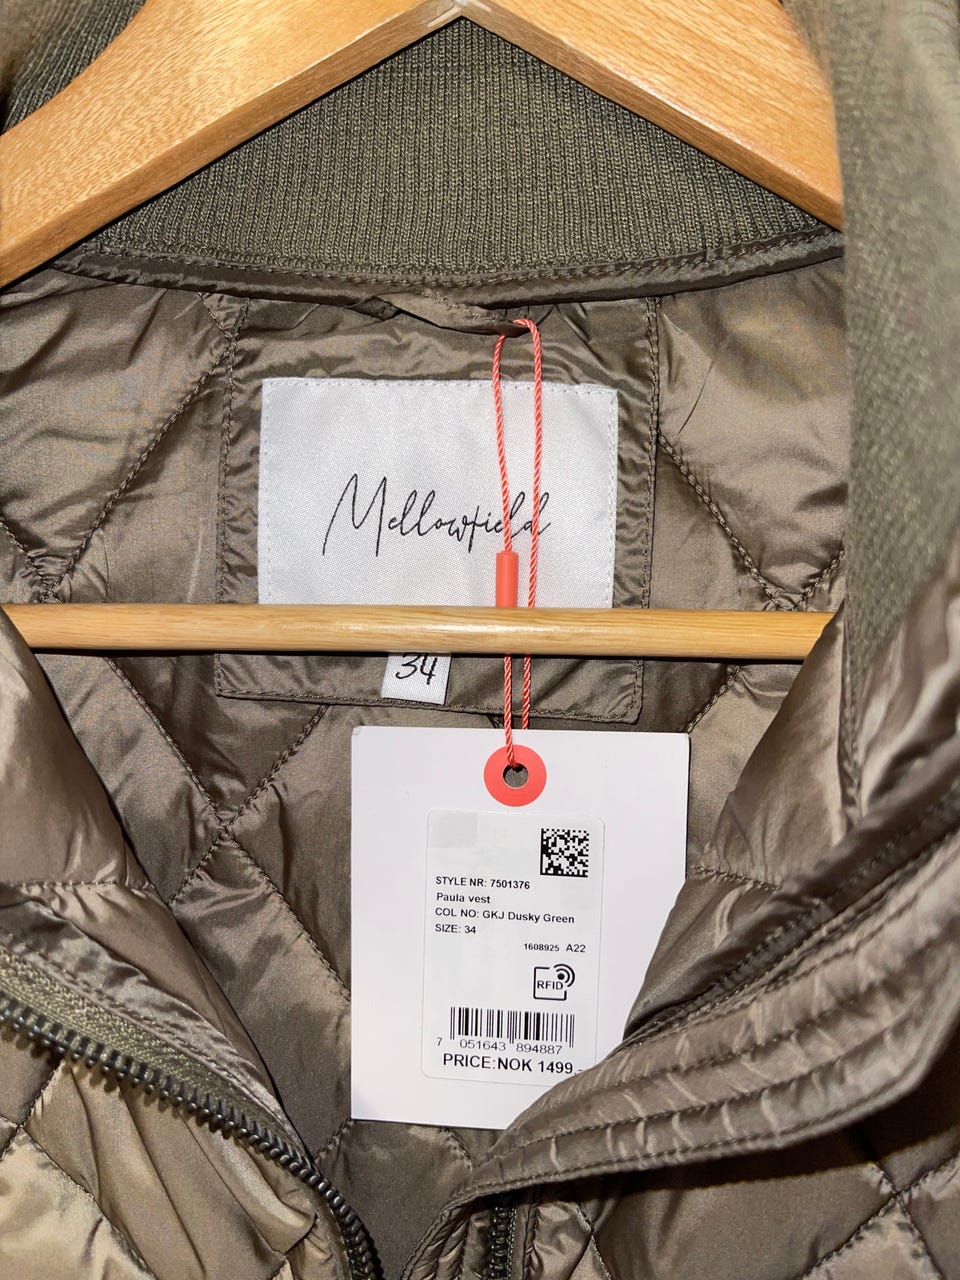 Mellowfield
34
STYLE NR: 7501376
Paula vest
COL NO: GKJ Dusky Green
SIZE: 34
1608925 A22
RFID
7 051643 894887
PRICE:NOK 1499.-